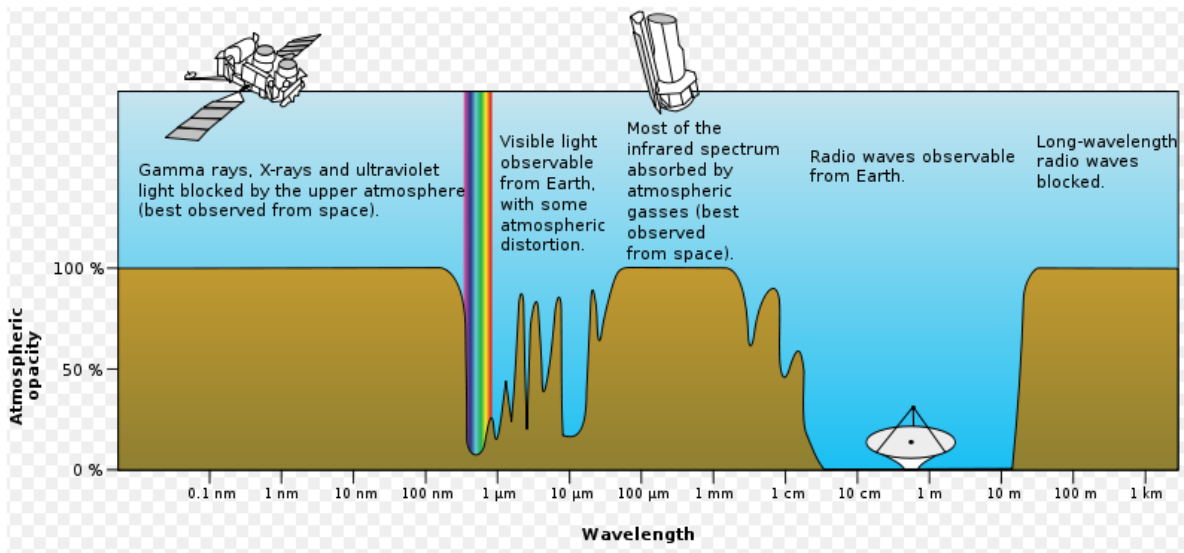 Gamma rays, X-rays and ultraviolet
light blocked by the upper atmosphere
(best observed from space).
Visible light
observable
from Earth,
with some
atmospheric
distortion.
Most of the
infrared spectrum
absorbed by
atmospheric
gasses (best
observed
from space).
Radio waves observable
from Earth.
Long-wavelength
radio waves
blocked.
Atmospheric
opacity
100 %
50 %
0 %
0.1 nm
1 nm
10 nm
100 nm
1 μm
10 μm
100 μm
1 mm
1 cm
10 cm
1 m
10 m
100 m
1 km
Wavelength